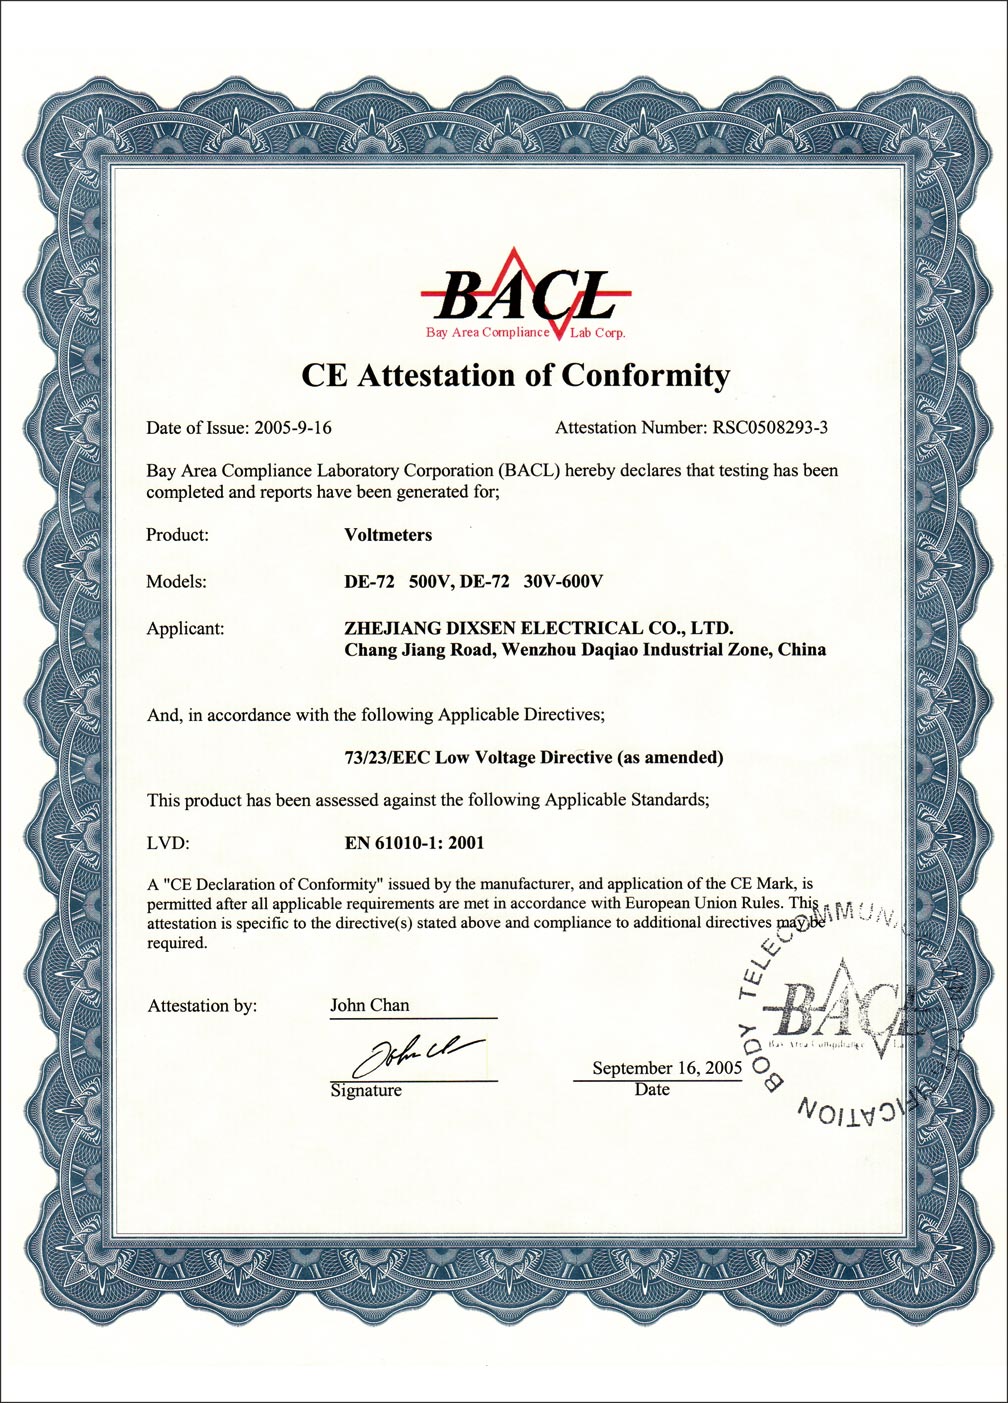 BACL
Bay Area Compliance Lab Corp.
CE Attestation of Conformity
Date of Issue: 2005-9-16 Attestation Number: RSC0508293-3
Bay Area Compliance Laboratory Corporation (BACL) hereby declares that testing has been
completed and reports have been generated for;
Product: Voltmeters
Models: DE-72 500V, DE-72 30V-600V
Applicant: ZHEJIANG DIXSEN ELECTRICAL CO., LTD.
Chang Jiang Road, Wenzhou Daqiao Industrial Zone, China
And, in accordance with the following Applicable Directives;
73/23/EEC Low Voltage Directive (as amended)
This product has been assessed against the following Applicable Standards;
LVD: EN 61010-1: 2001
A "CE Declaration of Conformity" issued by the manufacturer, and application of the CE Mark, is
permitted after all applicable requirements are met in accordance with European Union Rules. This
attestation is specific to the directive(s) stated above and compliance to additional directives may be
required.
Attestation by: John Chan
Signature
September 16, 2005
Date
BODY
BACL
Bay Area Compliance